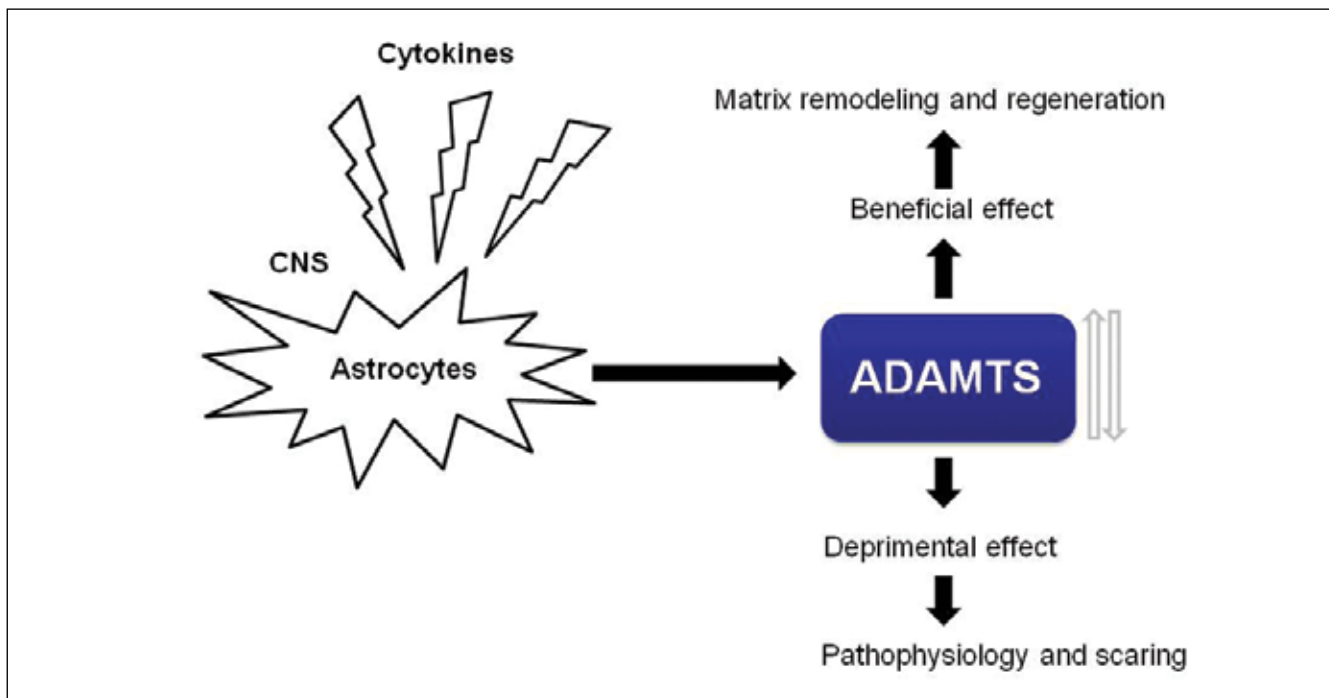 Cytokines
CNS
Astrocytes
Matrix remodeling and regeneration
Beneficial effect
ADAMTS
Deprimental effect
Pathophysiology and scaring